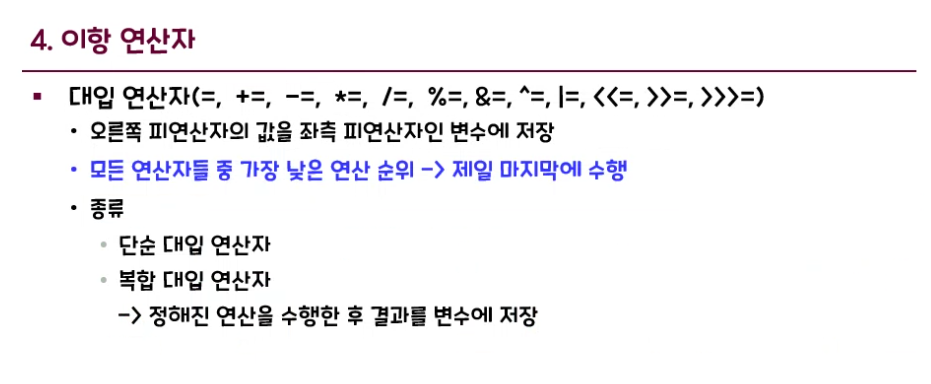 4. 이항 연산자
▪ 대입 연산자(=, +=, -=, *=, /=, %=, &=, ^=, |=, <<=, >>=, >>>=)
• 오른쪽 피연산자의 값을 좌측 피연산자인 변수에 저장
• 모든 연산자들 중 가장 낮은 연산 순위 -> 제일 마지막에 수행
• 종류
• 단순 대입 연산자
• 복합 대입 연산자
-> 정해진 연산을 수행한 후 결과를 변수에 저장